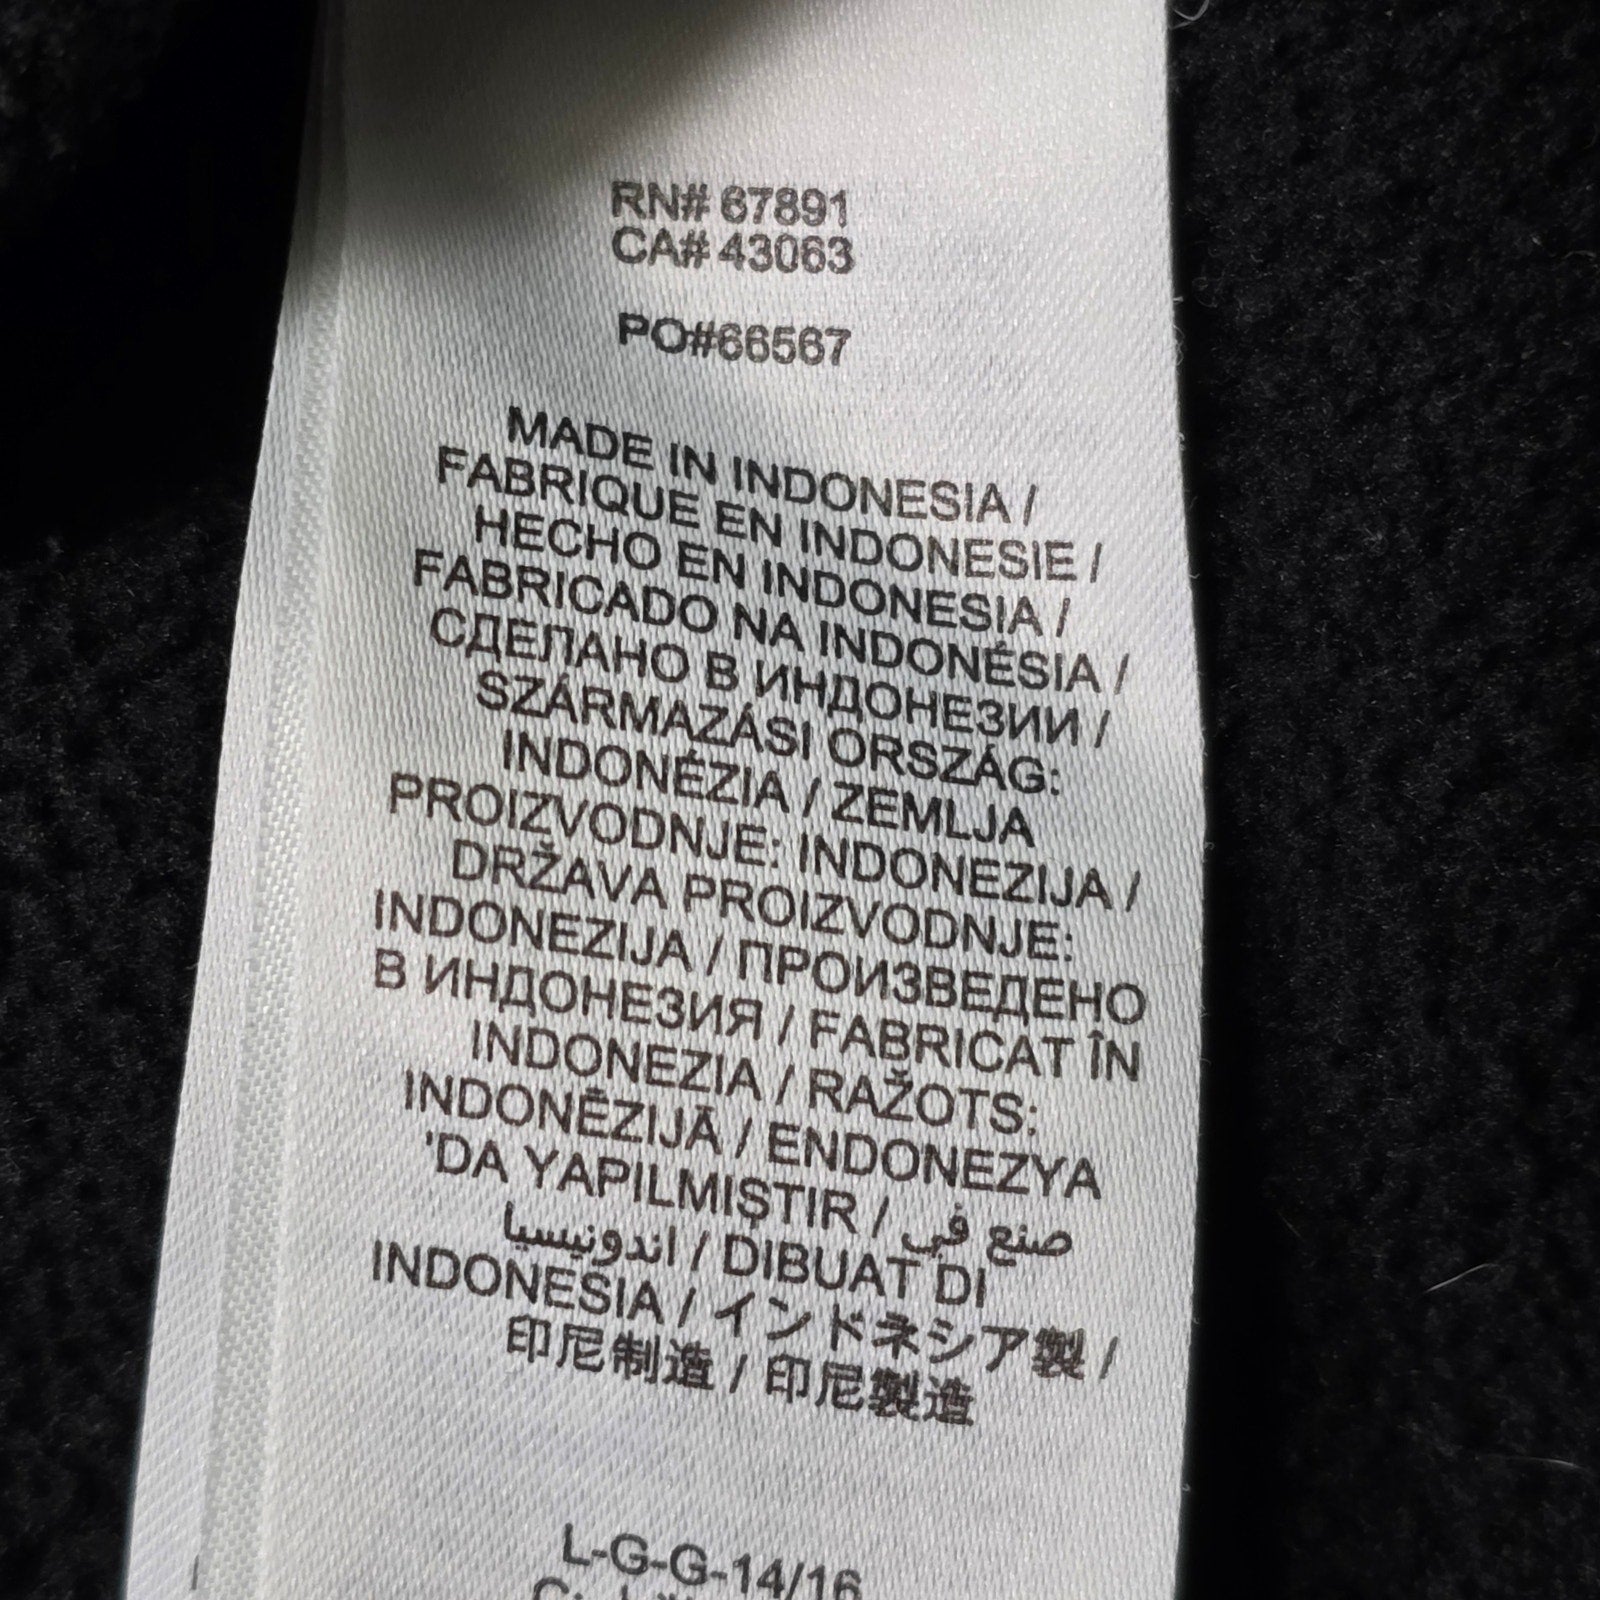 RN# 67891
CA# 43063
PO#66567
MADE IN INDONESIA /
FABRIQUE EN INDONESIE /
HECHO EN INDONESIA /
FABRICADO NA INDONÉSIA /
СДЕЛАНО В ИНДОНЕЗИИ /
SZÁRMAZÁSI ORSZÁG:
INDONÉZIA / ZEMLJA
PROIZVODNJE: INDONEZIJA /
DRŽAVA PROIZVODNJE:
INDONEZIJA / ПРОИЗВЕДЕНО
В ИНДОНЕЗИЯ / FABRICAT ÎN
INDONEZIA / RAŽOTS:
INDONĒZIJĀ / ENDONEZYA
'DA YAPILMIŞTIR / صنع في
اندونيسيا / DIBUAT DI
INDONESIA / インドネシア製 /
印尼制造 / 印尼製造
L-G-G-14/16